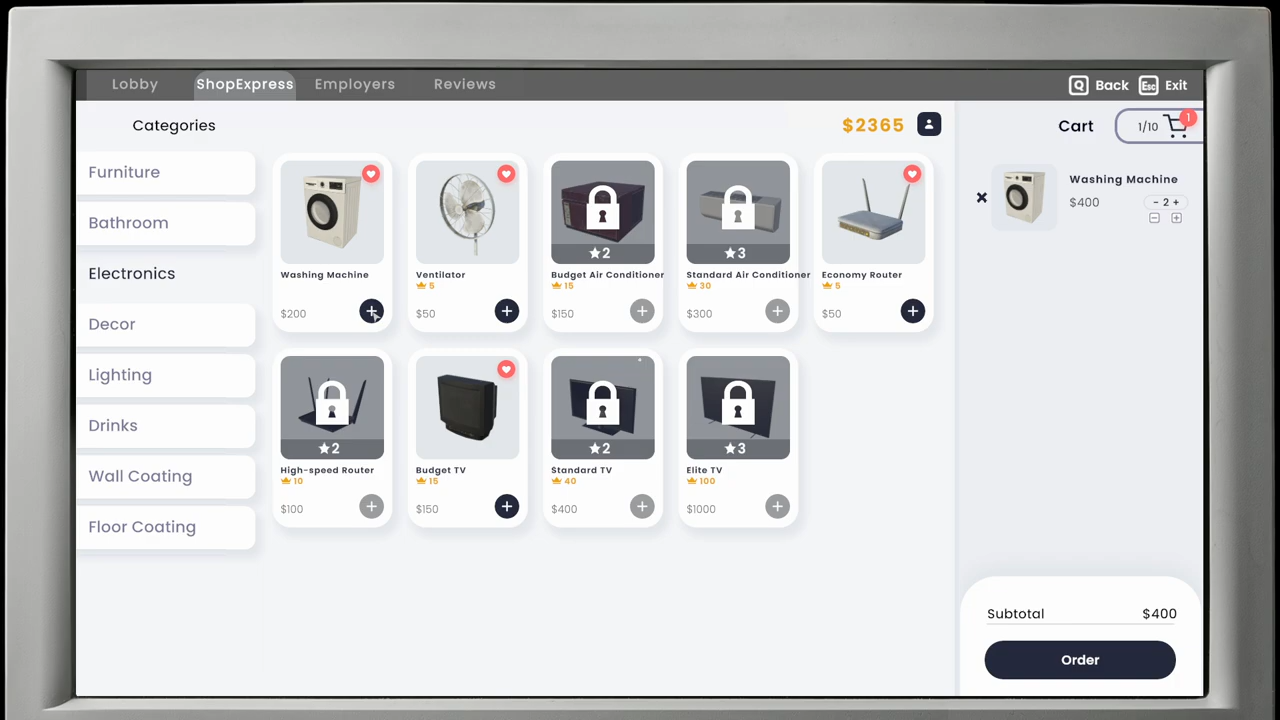 Lobby ShopExpress Employers Reviews Q Back Esc Exit
Categories $2365 Cart 1/10 1
Furniture
Bathroom
Electronics
Decor
Lighting
Drinks
Wall Coating
Floor Coating
★2 ★3
Washing Machine Ventilator Budget Air Conditioner Standard Air Conditioner Economy Router
5 15 30 5
$200 $50 $150 $300 $50
★2 ★2 ★3
High-speed Router Budget TV Standard TV Elite TV
10 15 40 100
$100 $150 $400 $1000
Washing Machine
$400 - 2 +
Subtotal $400
Order